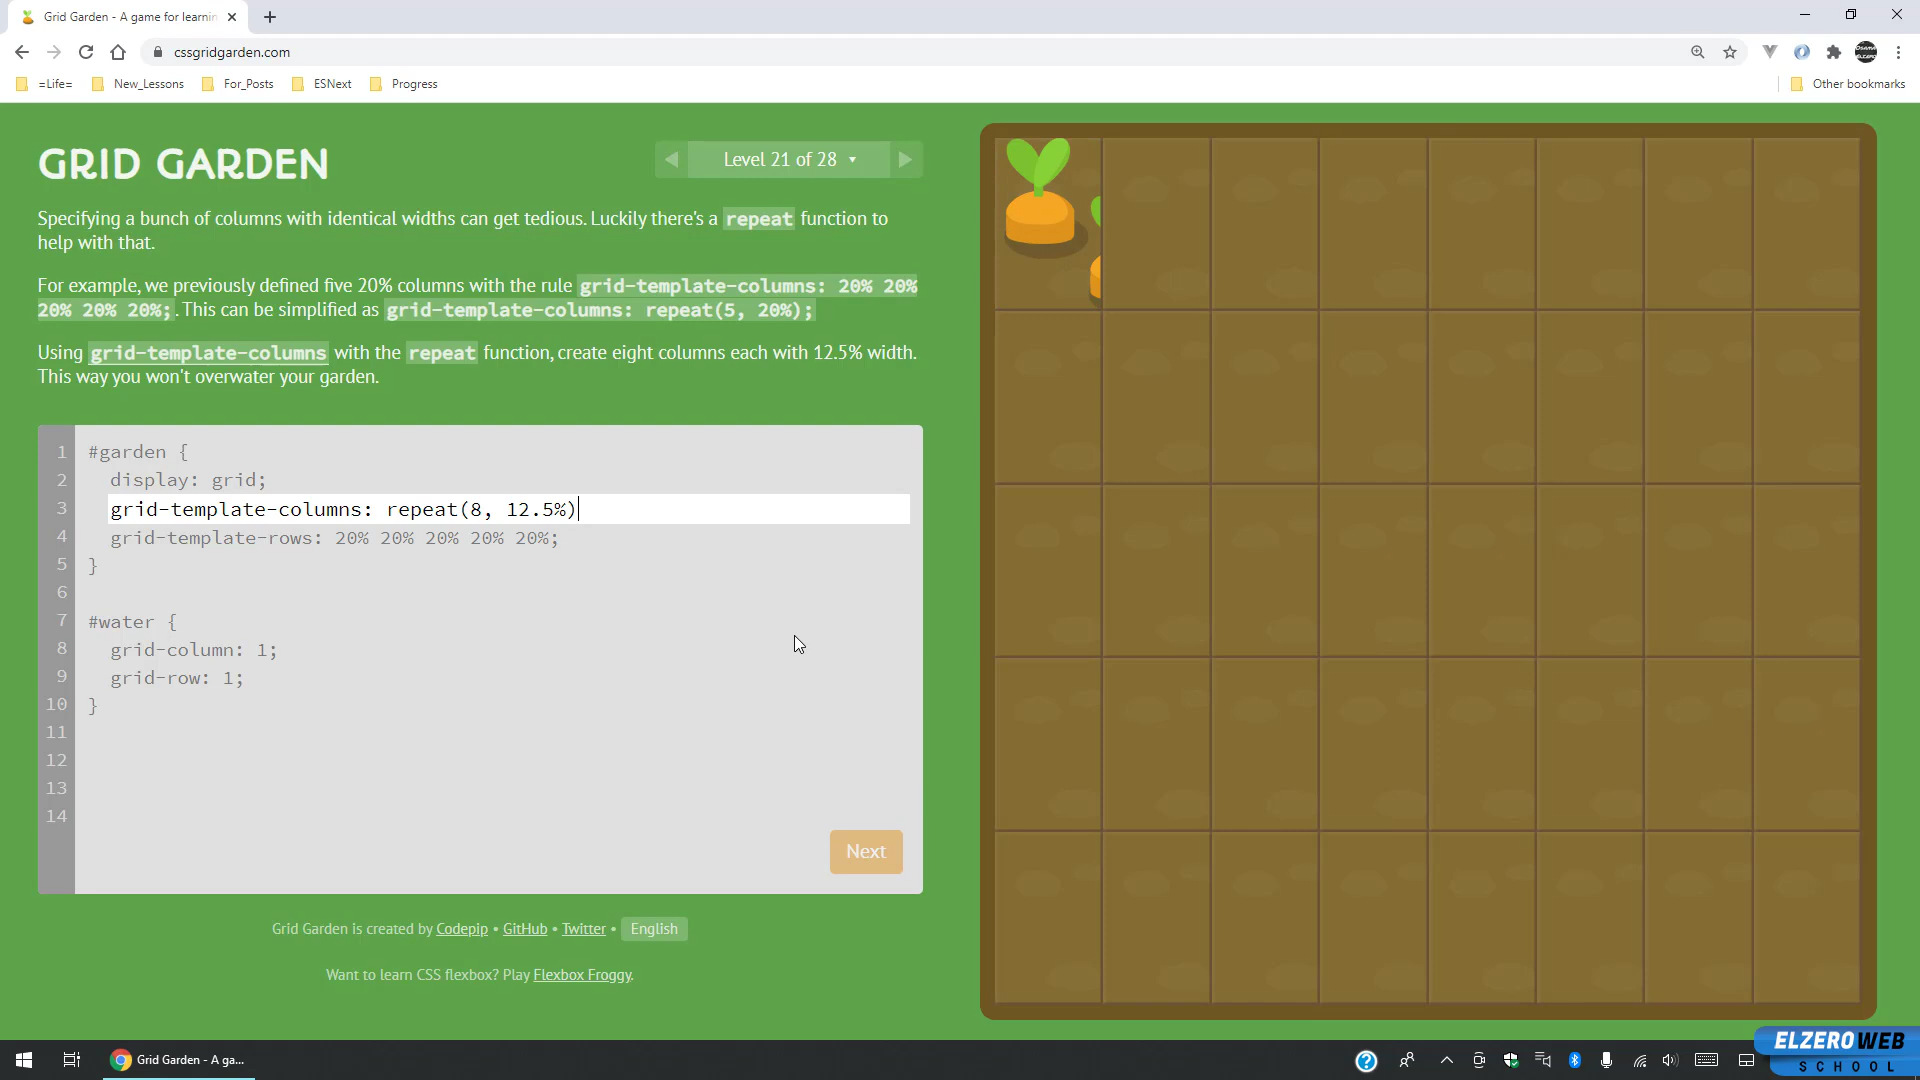 Grid Garden - A game for learnin
cssgridgarden.com
=Life=
New_Lessons
For_Posts
ESNext
Progress
Other bookmarks
GRID GARDEN
Level 21 of 28
Specifying a bunch of columns with identical widths can get tedious. Luckily there's a repeat function to
help with that.
For example, we previously defined five 20% columns with the rule grid-template-columns: 20% 20%
20% 20% 20%;. This can be simplified as grid-template-columns: repeat(5, 20%);
Using grid-template-columns with the repeat function, create eight columns each with 12.5% width.
This way you won't overwater your garden.
1 #garden {
2 display: grid;
3 grid-template-columns: repeat(8, 12.5%)
4 grid-template-rows: 20% 20% 20% 20% 20%;
5 }
6
7 #water {
8 grid-column: 1;
9 grid-row: 1;
10 }
11
12
13
14
Next
Grid Garden is created by Codepip • GitHub • Twitter • English
Want to learn CSS flexbox? Play Flexbox Froggy.
Grid Garden - A ga...
ELZEROWEB
SCHOOL